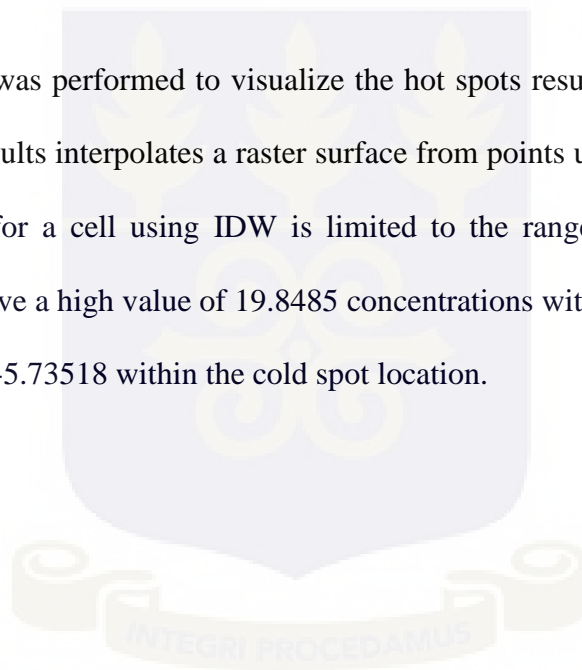 was performed to visualize the hot spots resu
ults interpolates a raster surface from points u
for a cell using IDW is limited to the range
ve a high value of 19.8485 concentrations wit
-5.73518 within the cold spot location.
INTEGRI PROCEDAMUS